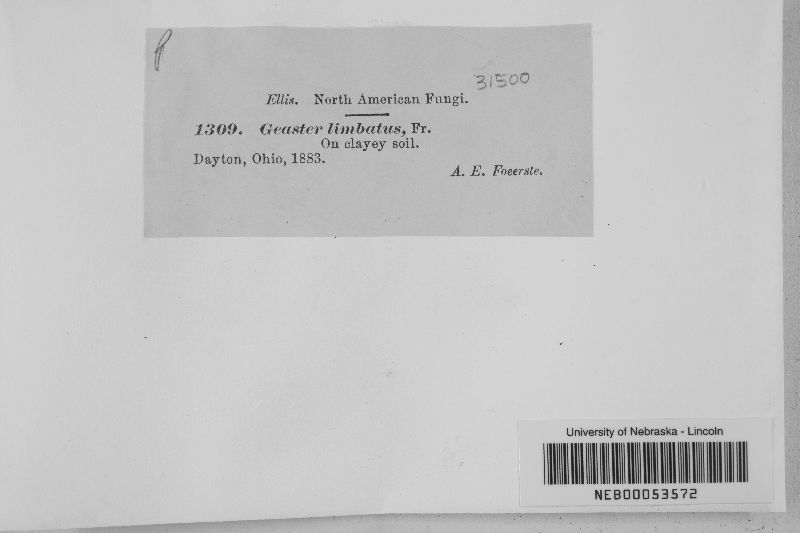 31500
Ellis. North American Fungi.
1309. Geaster limbatus, Fr.
On clayey soil.
Dayton, Ohio, 1883.
A. E. Foeerste.
University of Nebraska - Lincoln
NEB00053572